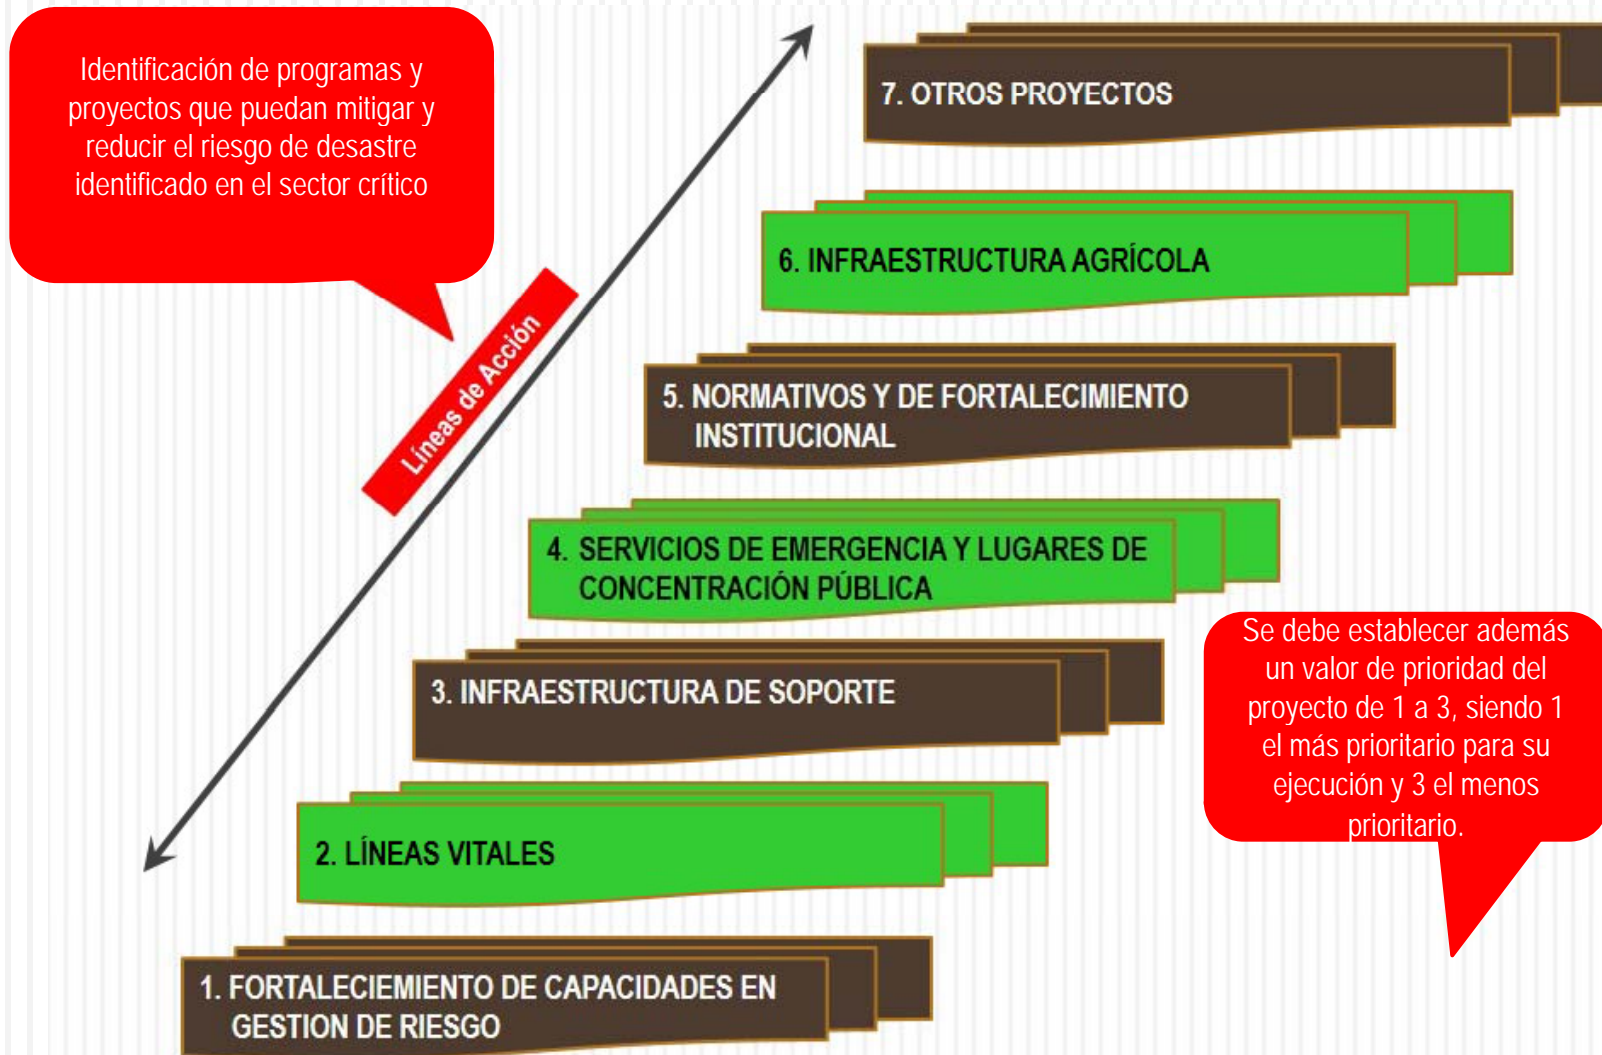 Identificación de programas y
proyectos que puedan mitigar y
reducir el riesgo de desastre
identificado en el sector crítico
Líneas de Acción
7. OTROS PROYECTOS
6. INFRAESTRUCTURA AGRÍCOLA
5. NORMATIVOS Y DE FORTALECIMIENTO
INSTITUCIONAL
4. SERVICIOS DE EMERGENCIA Y LUGARES DE
CONCENTRACIÓN PÚBLICA
3. INFRAESTRUCTURA DE SOPORTE
2. LÍNEAS VITALES
1. FORTALECIEMIENTO DE CAPACIDADES EN
GESTION DE RIESGO
Se debe establecer además
un valor de prioridad del
proyecto de 1 a 3, siendo 1
el más prioritario para su
ejecución y 3 el menos
prioritario.